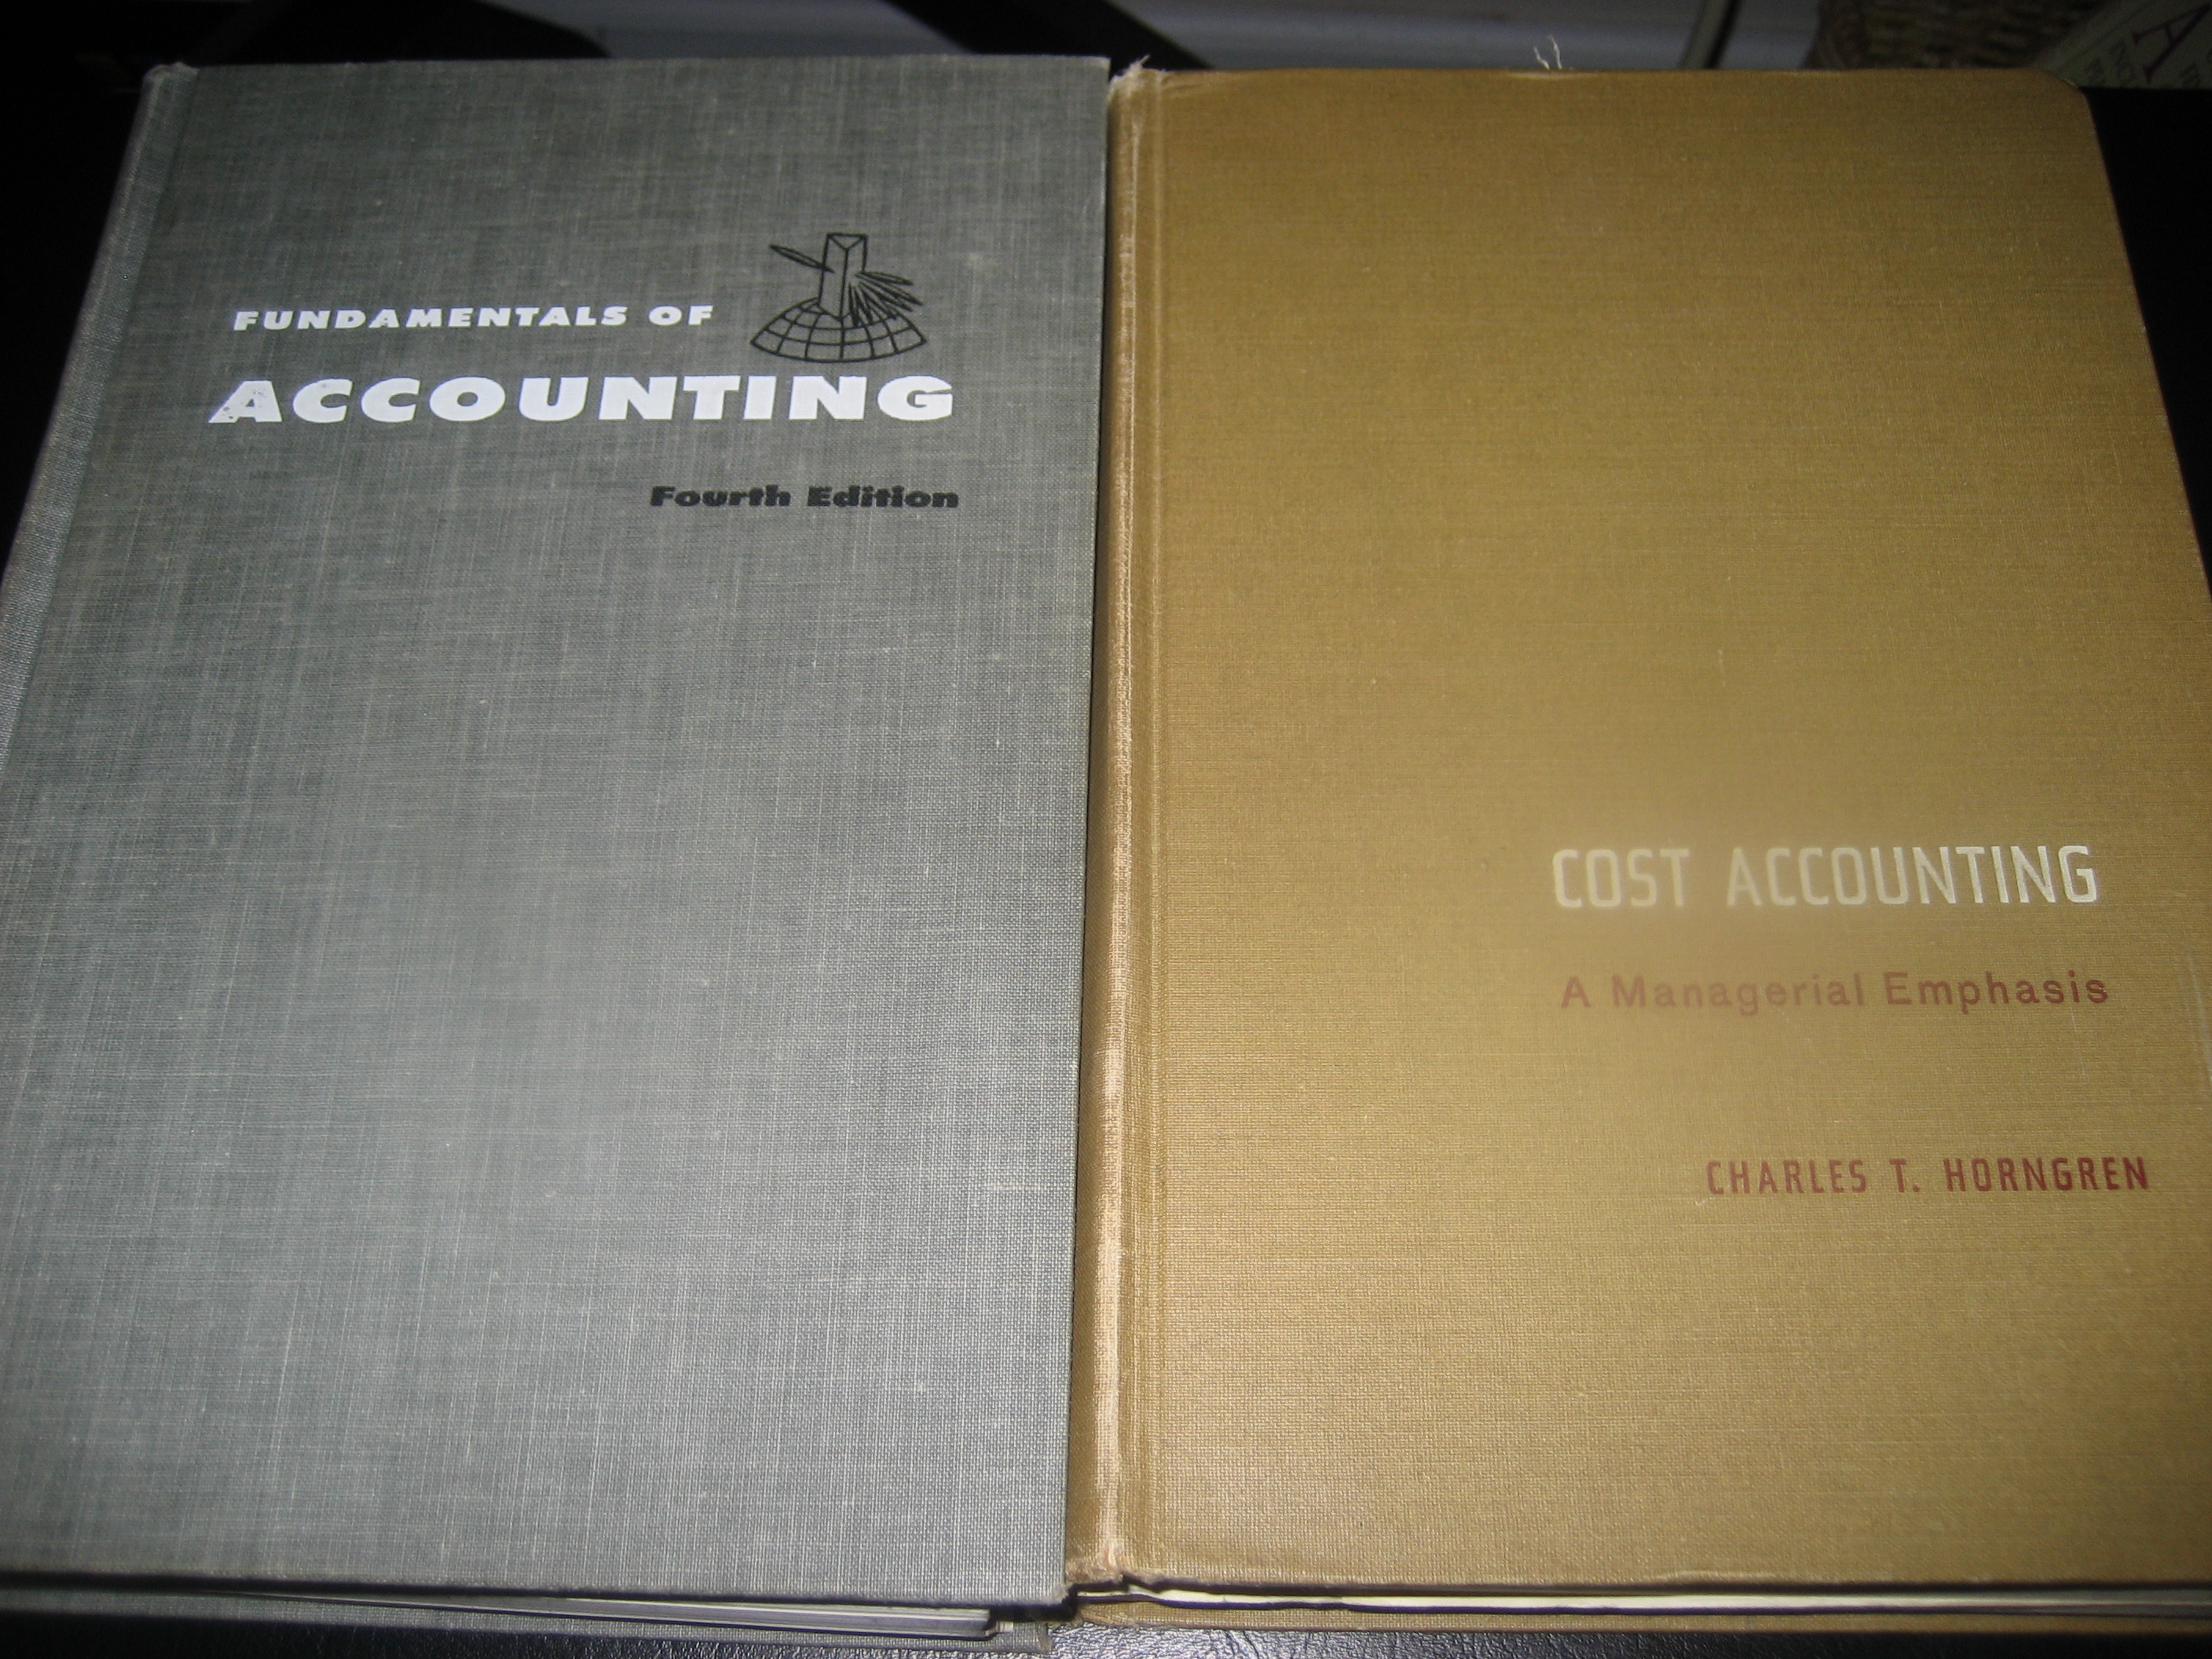 FUNDAMENTALS OF
ACCOUNTING
Fourth Edition
COST ACCOUNTING
A Managerial Emphasis
CHARLES T. HORNGREN